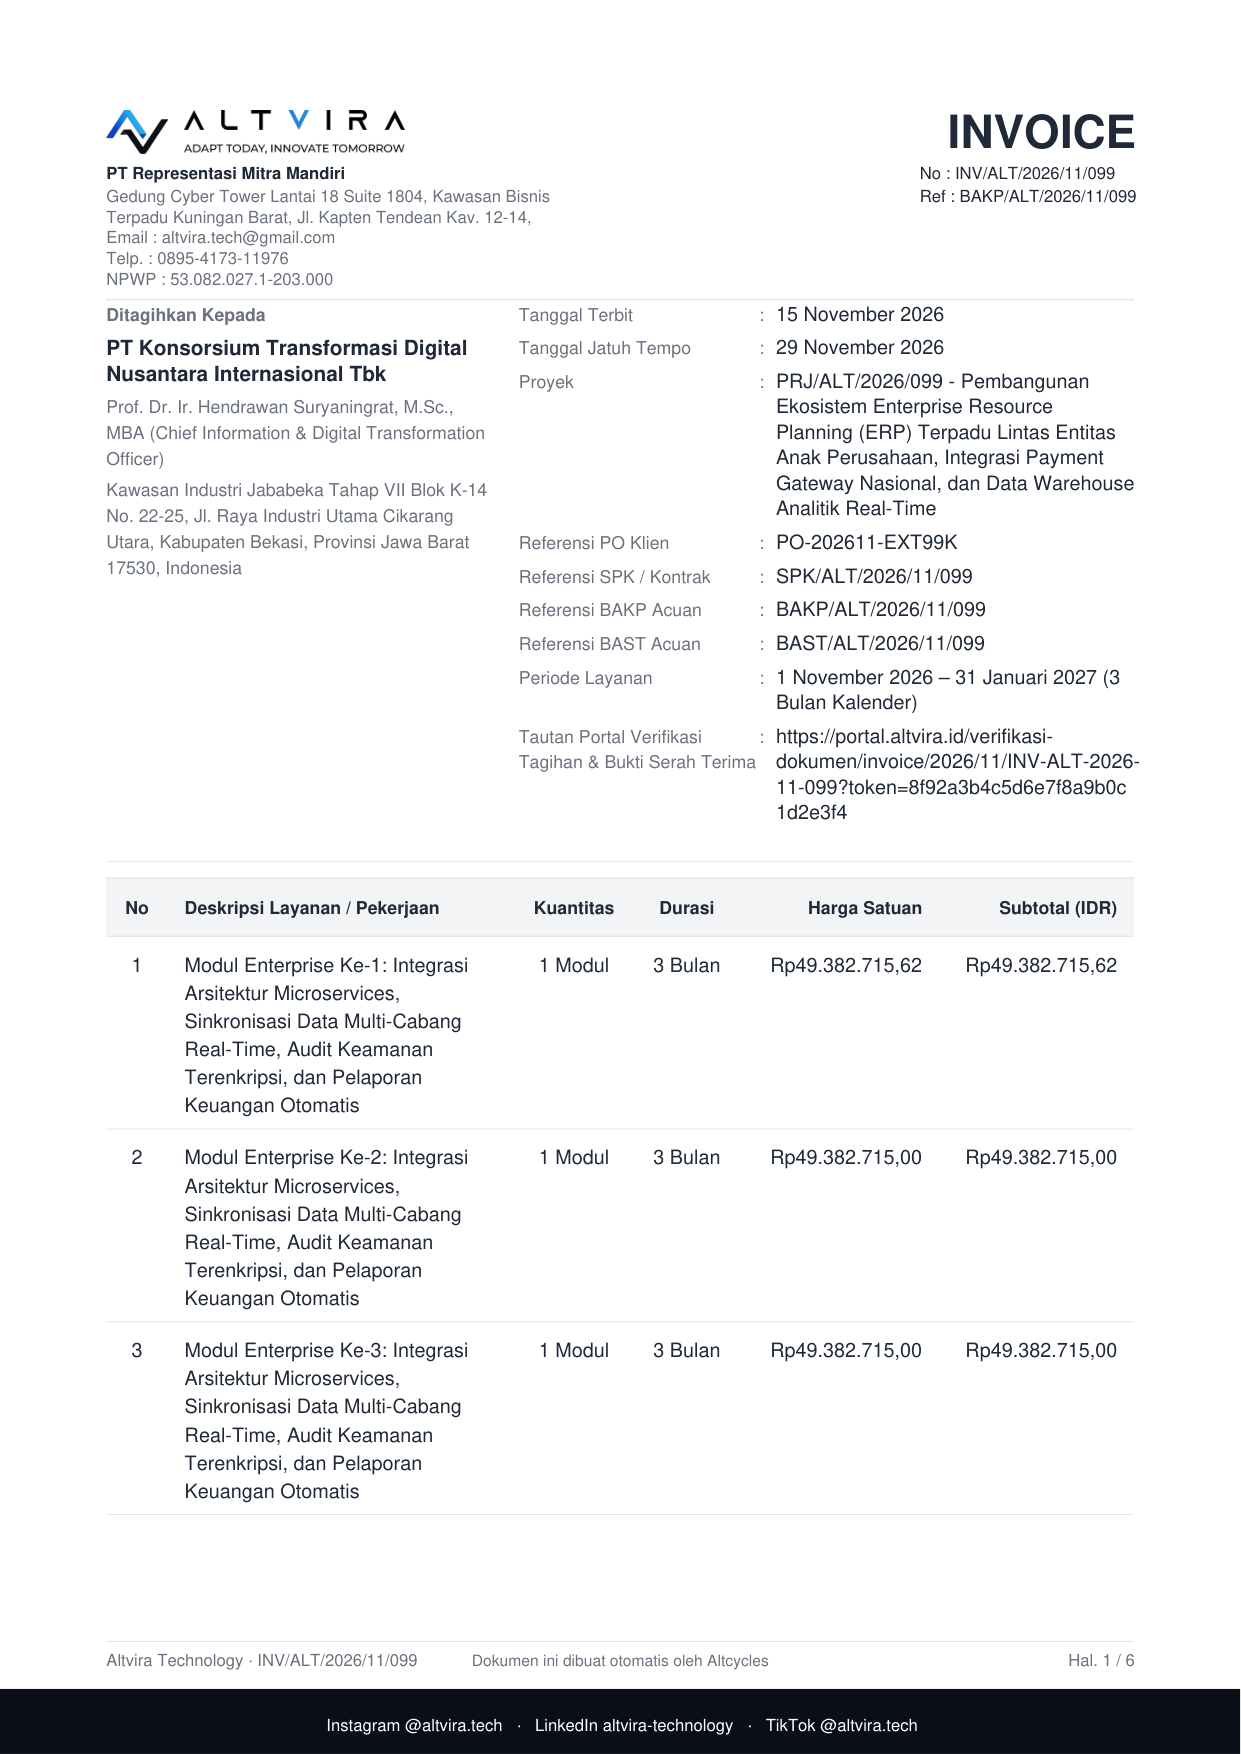 ALTVIRA
ADAPT TODAY, INNOVATE TOMORROW
INVOICE
PT Representasi Mitra Mandiri
No : INV/ALT/2026/11/099
Gedung Cyber Tower Lantai 18 Suite 1804, Kawasan Bisnis
Ref : BAKP/ALT/2026/11/099
Terpadu Kuningan Barat, Jl. Kapten Tendean Kav. 12-14,
Email : altvira.tech@gmail.com
Telp. : 0895-4173-11976
NPWP : 53.082.027.1-203.000
Ditagihkan Kepada
PT Konsorsium Transformasi Digital
Nusantara Internasional Tbk
Prof. Dr. Ir. Hendrawan Suryaningrat, M.Sc.,
MBA (Chief Information & Digital Transformation
Officer)
Kawasan Industri Jababeka Tahap VII Blok K-14
No. 22-25, Jl. Raya Industri Utama Cikarang
Utara, Kabupaten Bekasi, Provinsi Jawa Barat
17530, Indonesia
Tanggal Terbit : 15 November 2026
Tanggal Jatuh Tempo : 29 November 2026
Proyek : PRJ/ALT/2026/099 - Pembangunan
Ekosistem Enterprise Resource
Planning (ERP) Terpadu Lintas Entitas
Anak Perusahaan, Integrasi Payment
Gateway Nasional, dan Data Warehouse
Analitik Real-Time
Referensi PO Klien : PO-202611-EXT99K
Referensi SPK / Kontrak : SPK/ALT/2026/11/099
Referensi BAKP Acuan : BAKP/ALT/2026/11/099
Referensi BAST Acuan : BAST/ALT/2026/11/099
Periode Layanan : 1 November 2026 – 31 Januari 2027 (3
Bulan Kalender)
Tautan Portal Verifikasi : https://portal.altvira.id/verifikasi-
Tagihan & Bukti Serah Terima dokumen/invoice/2026/11/INV-ALT-2026-
11-099?token=8f92a3b4c5d6e7f8a9b0c
1d2e3f4
No Deskripsi Layanan / Pekerjaan Kuantitas Durasi Harga Satuan Subtotal (IDR)
1 Modul Enterprise Ke-1: Integrasi 1 Modul 3 Bulan Rp49.382.715,62 Rp49.382.715,62
Arsitektur Microservices,
Sinkronisasi Data Multi-Cabang
Real-Time, Audit Keamanan
Terenkripsi, dan Pelaporan
Keuangan Otomatis
2 Modul Enterprise Ke-2: Integrasi 1 Modul 3 Bulan Rp49.382.715,00 Rp49.382.715,00
Arsitektur Microservices,
Sinkronisasi Data Multi-Cabang
Real-Time, Audit Keamanan
Terenkripsi, dan Pelaporan
Keuangan Otomatis
3 Modul Enterprise Ke-3: Integrasi 1 Modul 3 Bulan Rp49.382.715,00 Rp49.382.715,00
Arsitektur Microservices,
Sinkronisasi Data Multi-Cabang
Real-Time, Audit Keamanan
Terenkripsi, dan Pelaporan
Keuangan Otomatis
Altvira Technology · INV/ALT/2026/11/099 Dokumen ini dibuat otomatis oleh Altcycles Hal. 1 / 6
Instagram @altvira.tech · LinkedIn altvira-technology · TikTok @altvira.tech